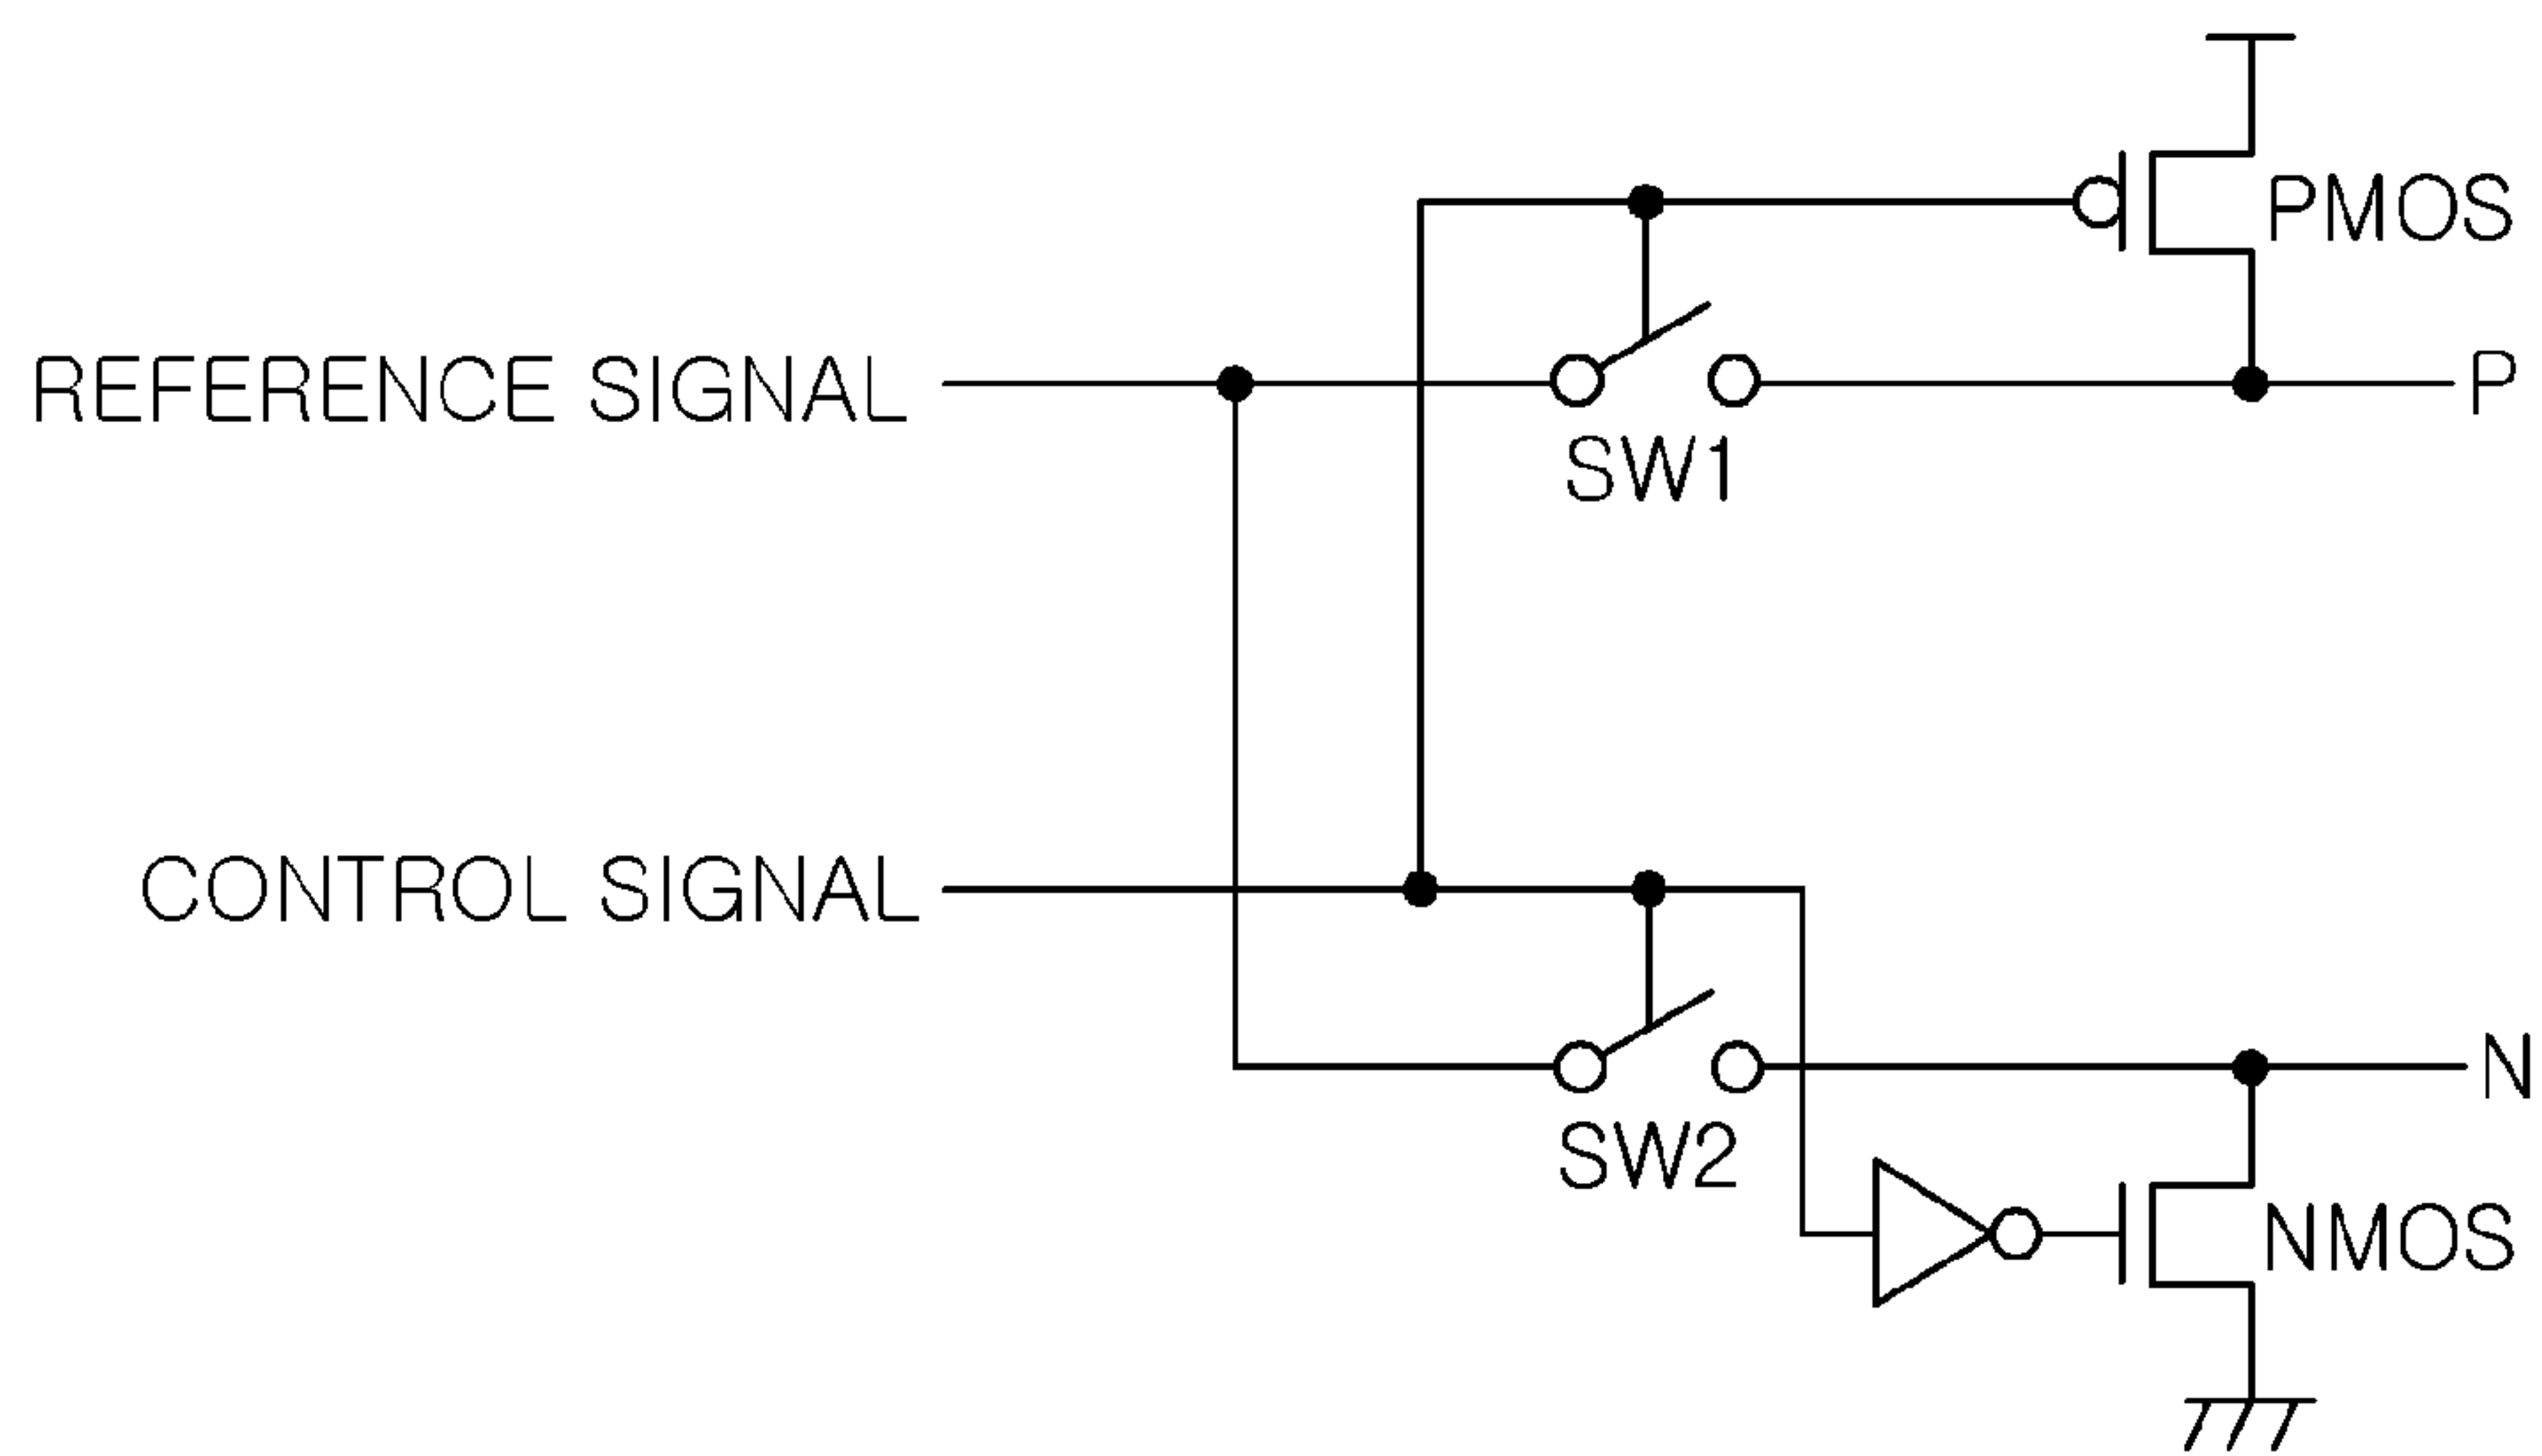 PMOS
REFERENCE SIGNAL
P
SW1
CONTROL SIGNAL
N
SW2
NMOS